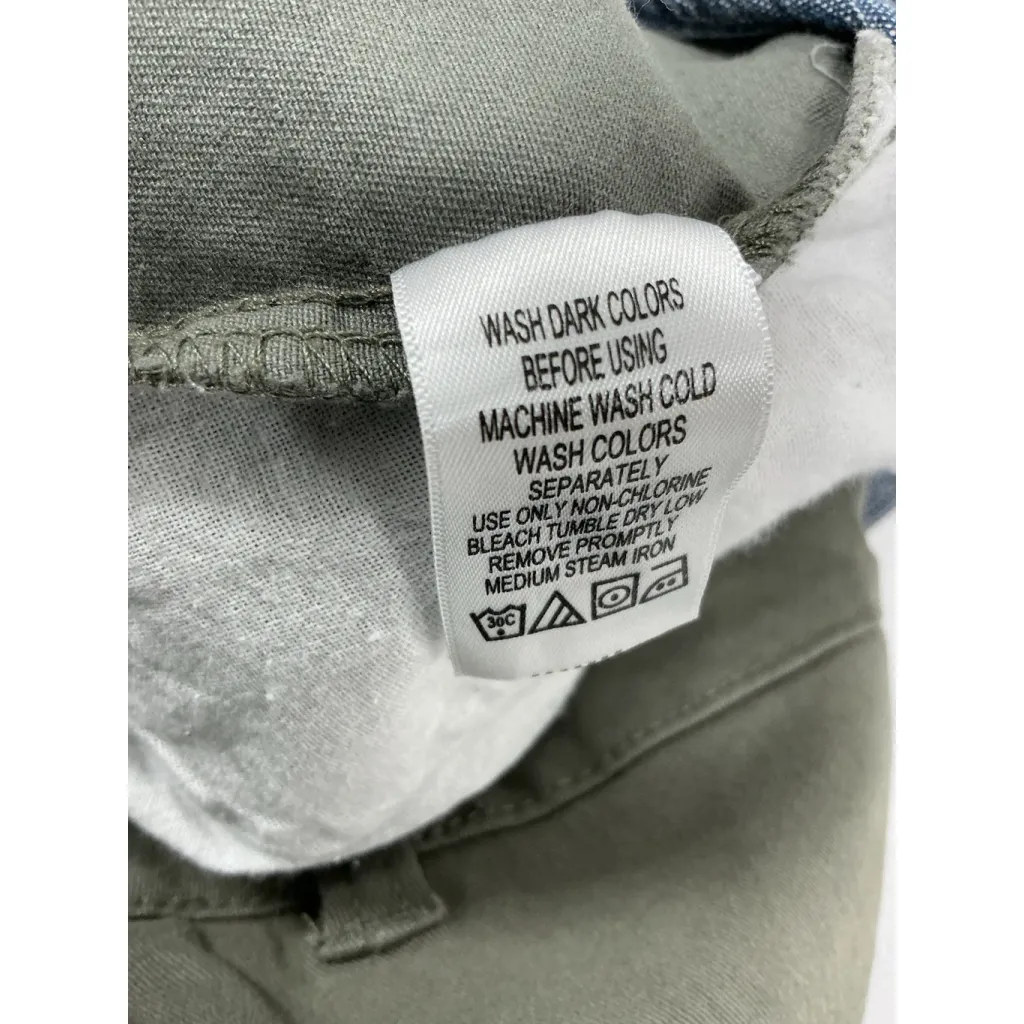 WASH DARK COLORS
BEFORE USING
MACHINE WASH COLD
WASH COLORS
SEPARATELY
USE ONLY NON-CHLORINE
BLEACH TUMBLE DRY LOW
REMOVE PROMPTLY
MEDIUM STEAM IRON
30C